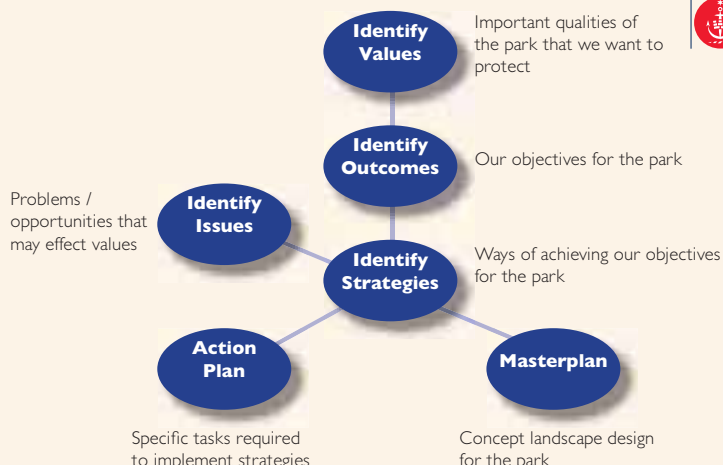 Identify
Values
Important qualities of
the park that we want to
protect
Identify
Outcomes
Our objectives for the park
Problems /
opportunities that
may effect values
Identify
Issues
Identify
Strategies
Ways of achieving our objectives
for the park
Action
Plan
Masterplan
Specific tasks required
to implement strategies
Concept landscape design
for the park